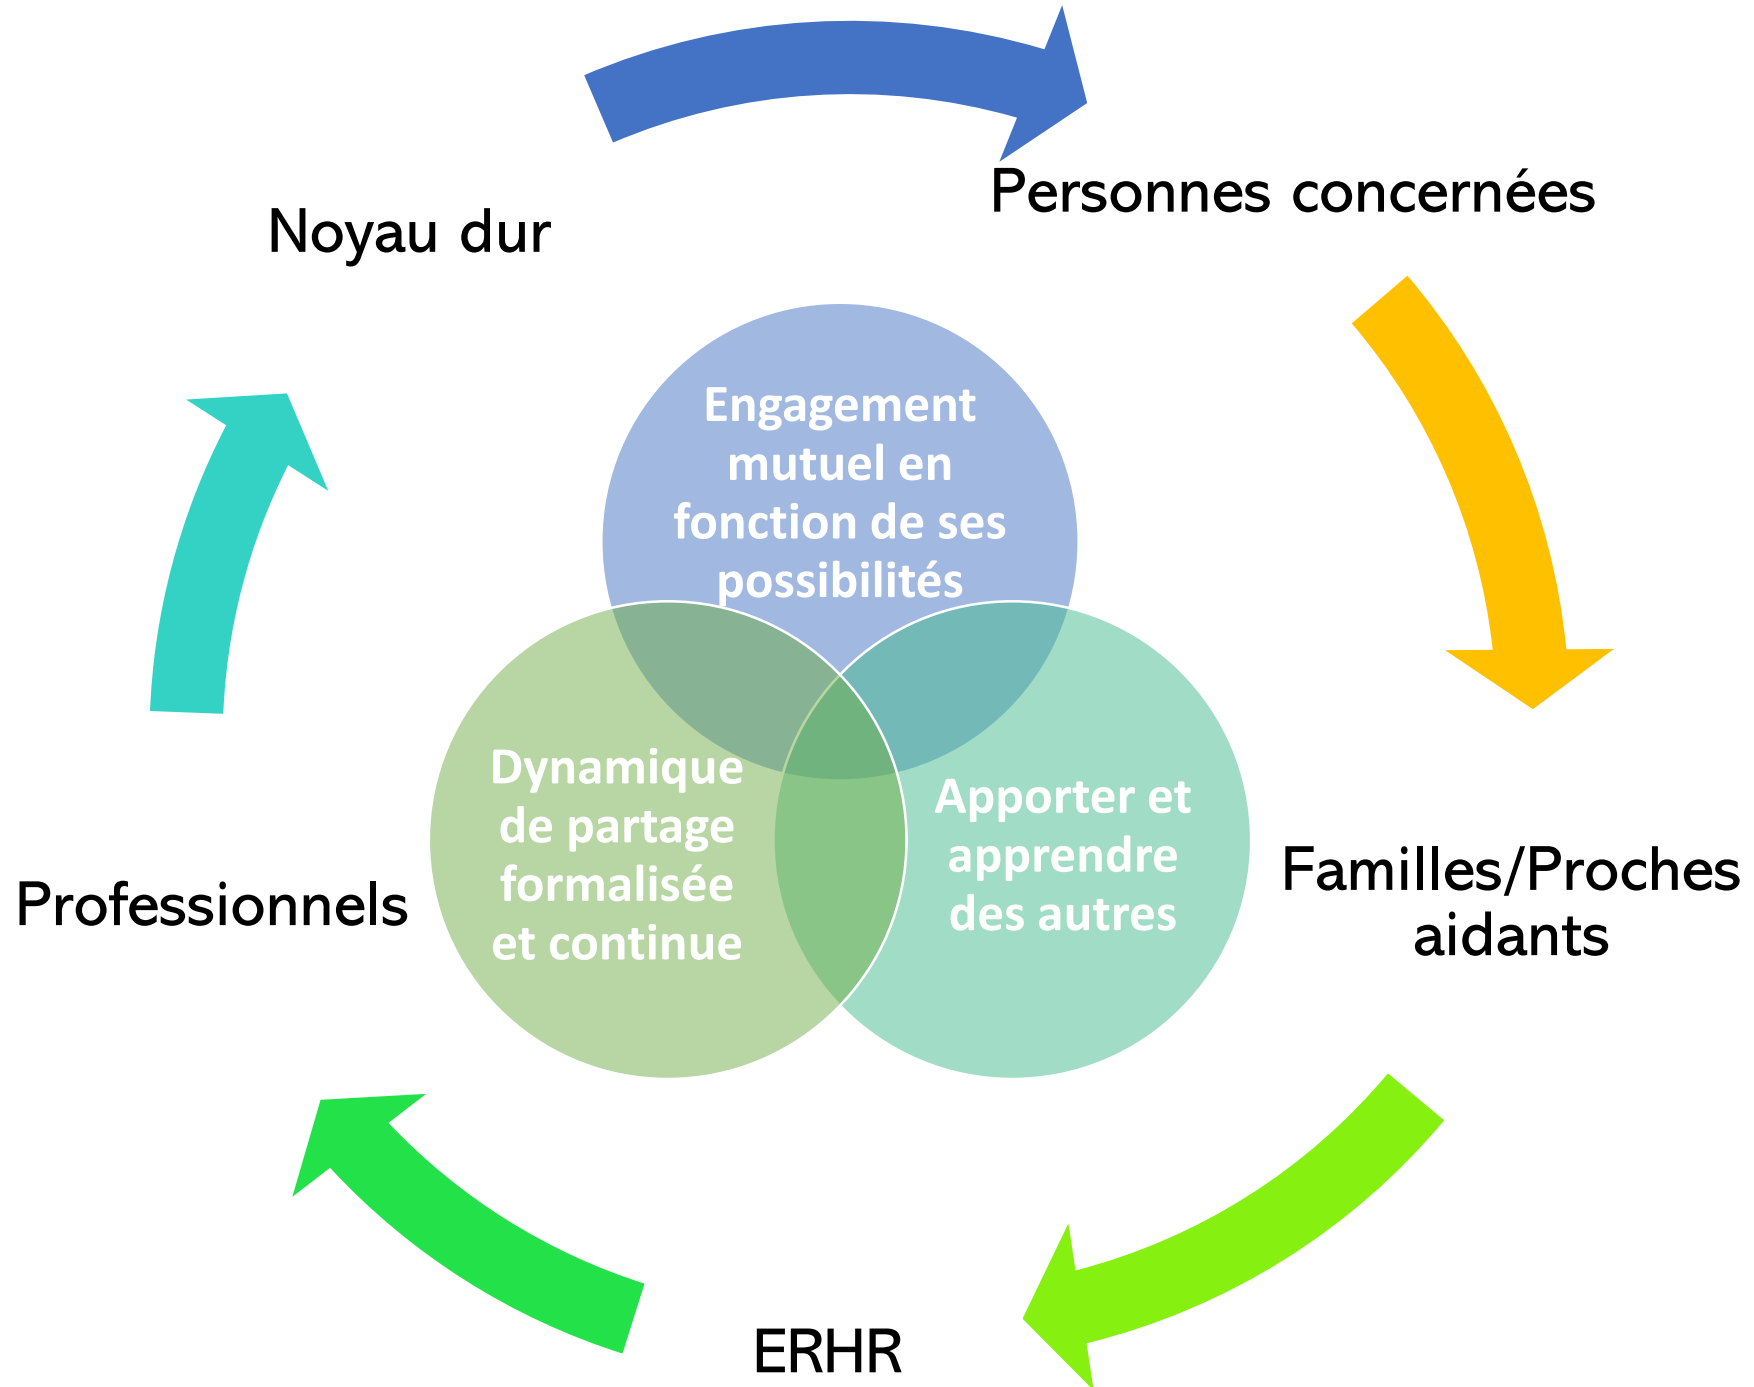 Personnes concernées
Noyau dur
Engagement
mutuel en
fonction de ses
possibilités
Dynamique
de partage
formalisée
et continue
Apporter et
apprendre
des autres
Familles/Proches
aidants
Professionnels
ERHR